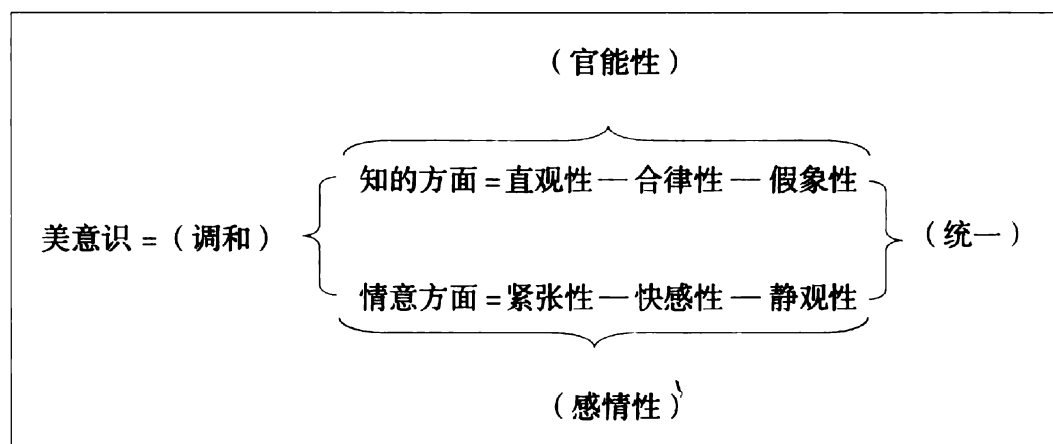 （官能性）
知的方面=直观性—合律性—假象性
美意识=（调和）
（统一）
情意方面=紧张性—快感性—静观性
（感情性）